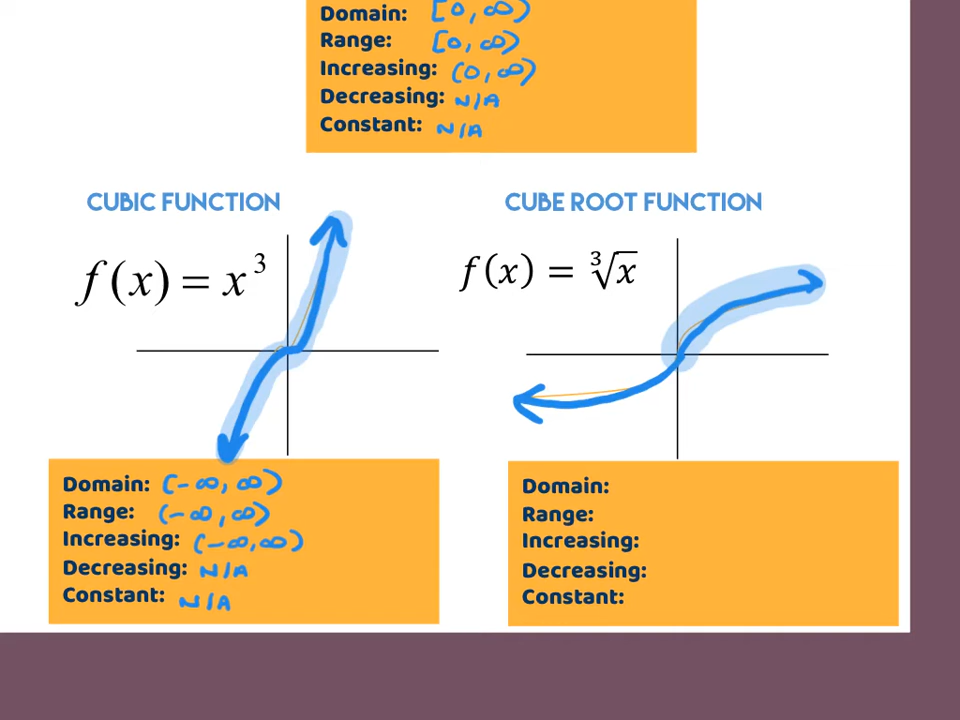 Domain: [0, ∞)
Range: [0, ∞)
Increasing: (0, ∞)
Decreasing: N/A
Constant: N/A
CUBIC FUNCTION
f(x) = x³
Domain: (-∞, ∞)
Range: (-∞, ∞)
Increasing: (-∞, ∞)
Decreasing: N/A
Constant: N/A
CUBE ROOT FUNCTION
f(x) = ∛x
Domain:
Range:
Increasing:
Decreasing:
Constant: